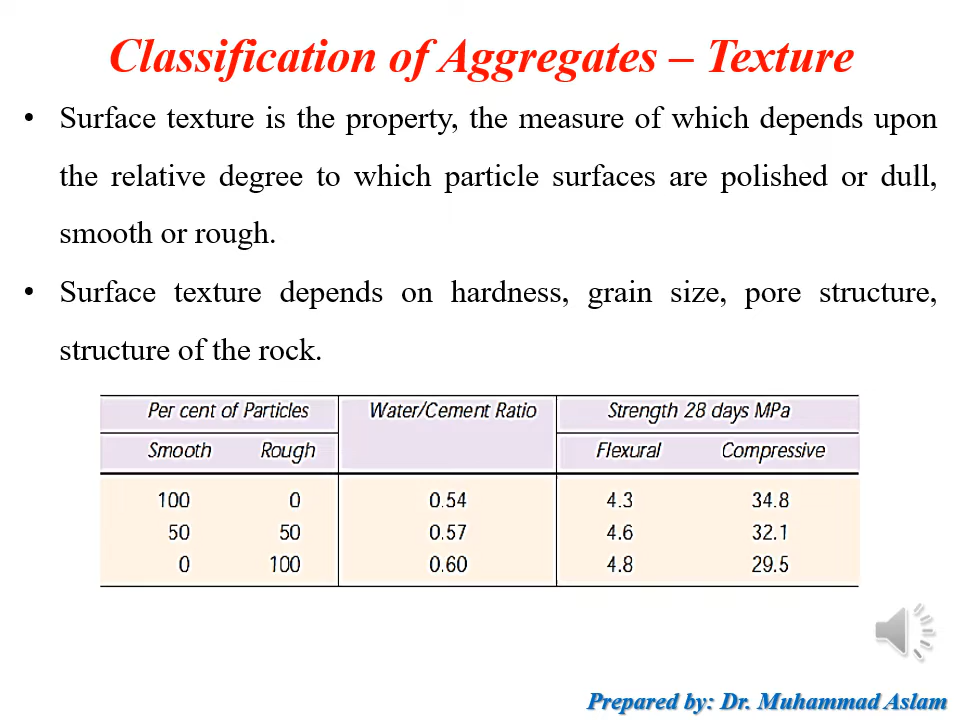 Classification of Aggregates – Texture
• Surface texture is the property, the measure of which depends upon
the relative degree to which particle surfaces are polished or dull,
smooth or rough.
• Surface texture depends on hardness, grain size, pore structure,
structure of the rock.
Per cent of Particles Water/Cement Ratio Strength 28 days MPa
Smooth Rough Flexural Compressive
100 0 0.54 4.3 34.8
50 50 0.57 4.6 32.1
0 100 0.60 4.8 29.5
Prepared by: Dr. Muhammad Aslam